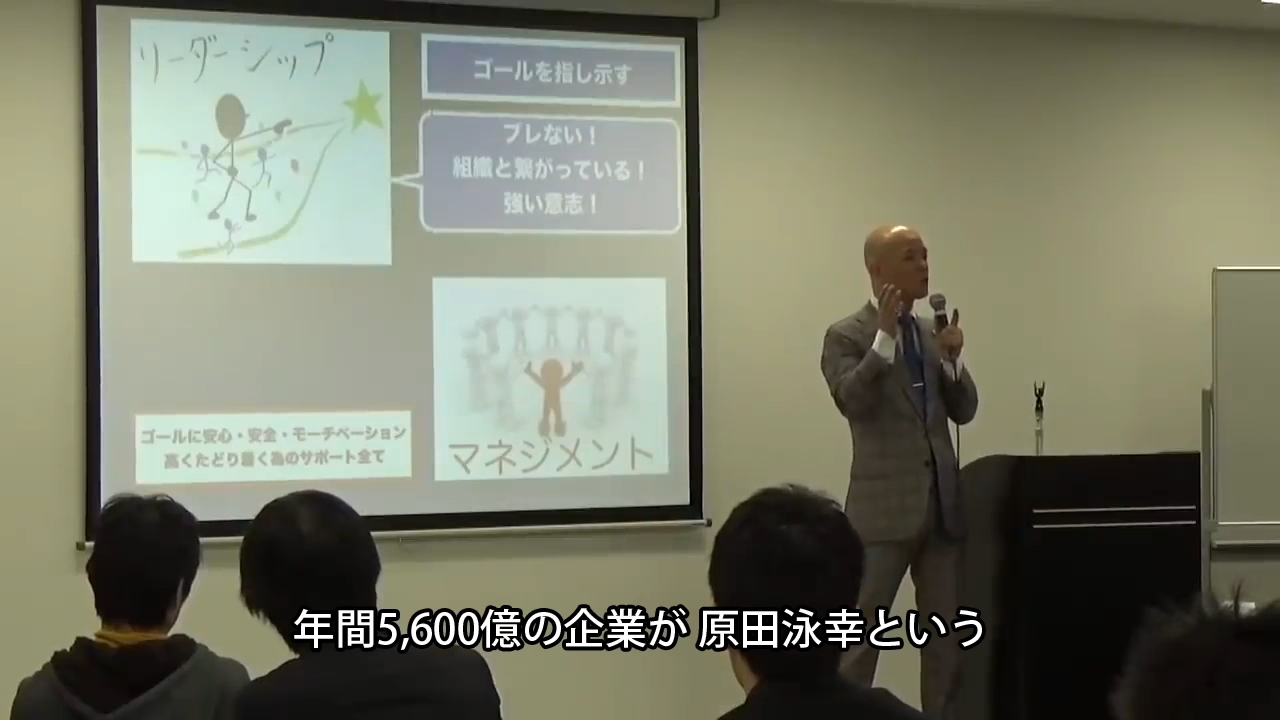 リーダーシップ
ゴールを指し示す
ブレない！
組織と繋がっている！
強い意志！
マネジメント
ゴールに安心・安全・モーチベーション
高くたどり着く為のサポート全て
年間5,600億の企業が 原田泳幸という